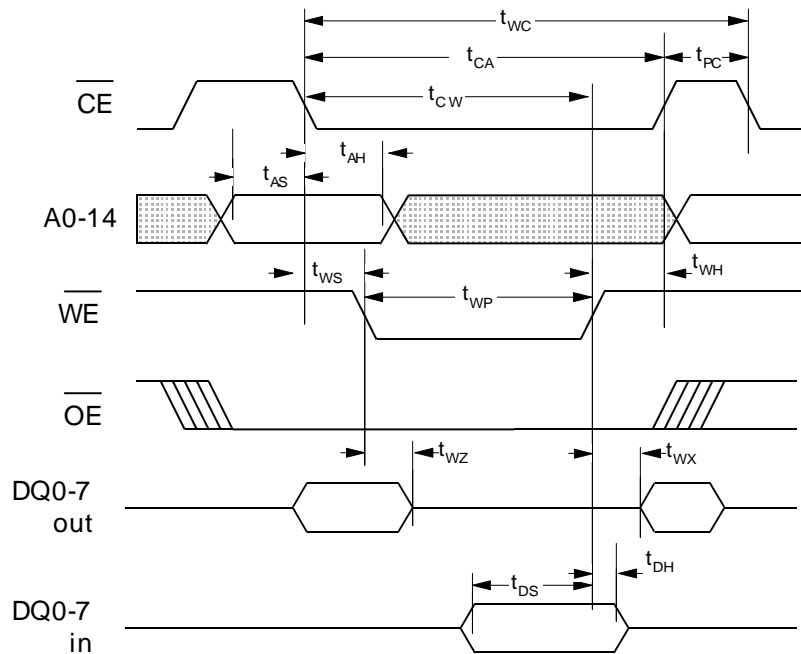 tWC
tCA
tPC
CE
tCW
tAH
tAS
A0-14
tWS
tWH
WE
tWP
OE
tWZ
tWX
DQ0-7
out
tDH
DQ0-7
tDS
in